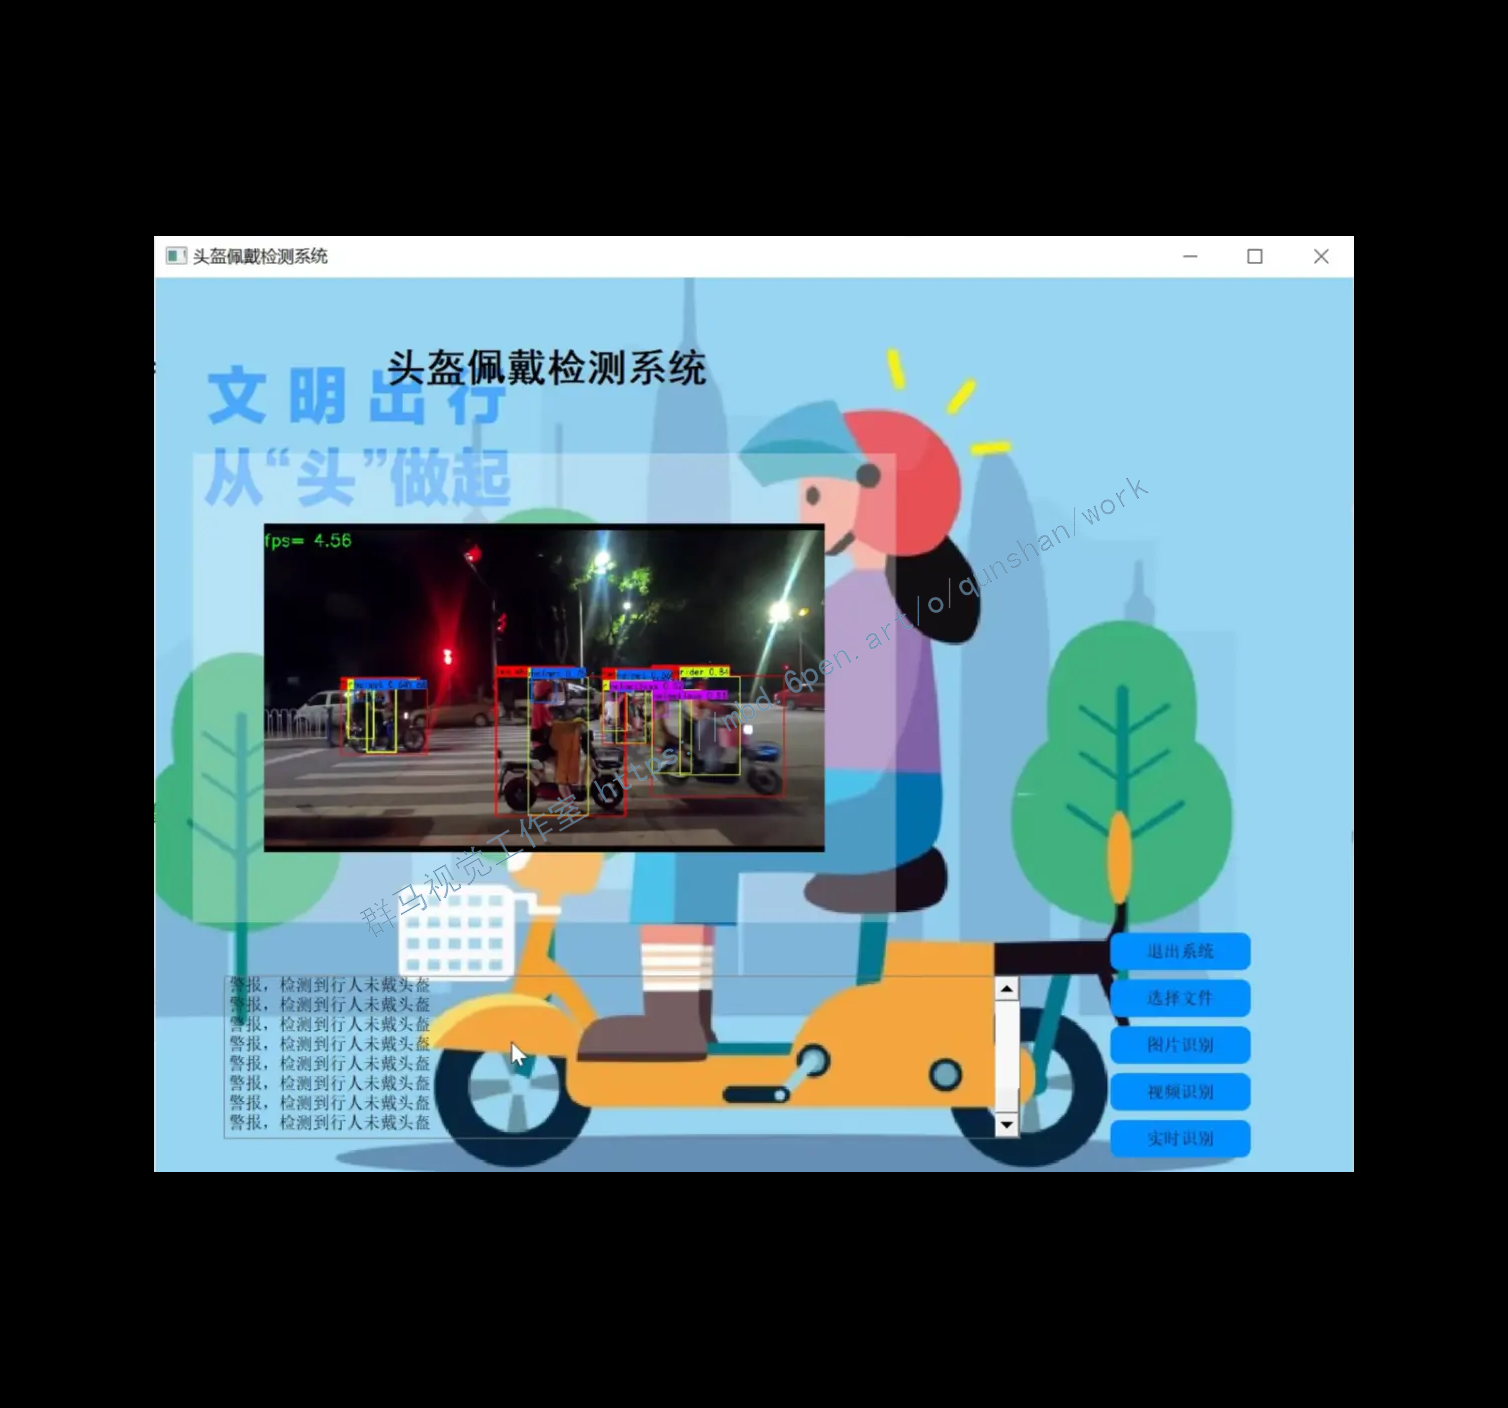 头盔佩戴检测系统
头盔佩戴检测系统
文明出行
从“头”做起
fps= 4.56
rider 0.84
群马视觉工作室 https://mbd.6pen.art/o/qunshan/work
警报，检测到行人未戴头盔
警报，检测到行人未戴头盔
警报，检测到行人未戴头盔
警报，检测到行人未戴头盔
警报，检测到行人未戴头盔
警报，检测到行人未戴头盔
警报，检测到行人未戴头盔
警报，检测到行人未戴头盔
退出系统
选择文件
图片识别
视频识别
实时识别